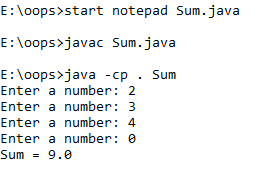 E:\oops>start notepad Sum.java
E:\oops>javac Sum.java
E:\oops>java -cp . Sum
Enter a number: 2
Enter a number: 3
Enter a number: 4
Enter a number: 0
Sum = 9.0